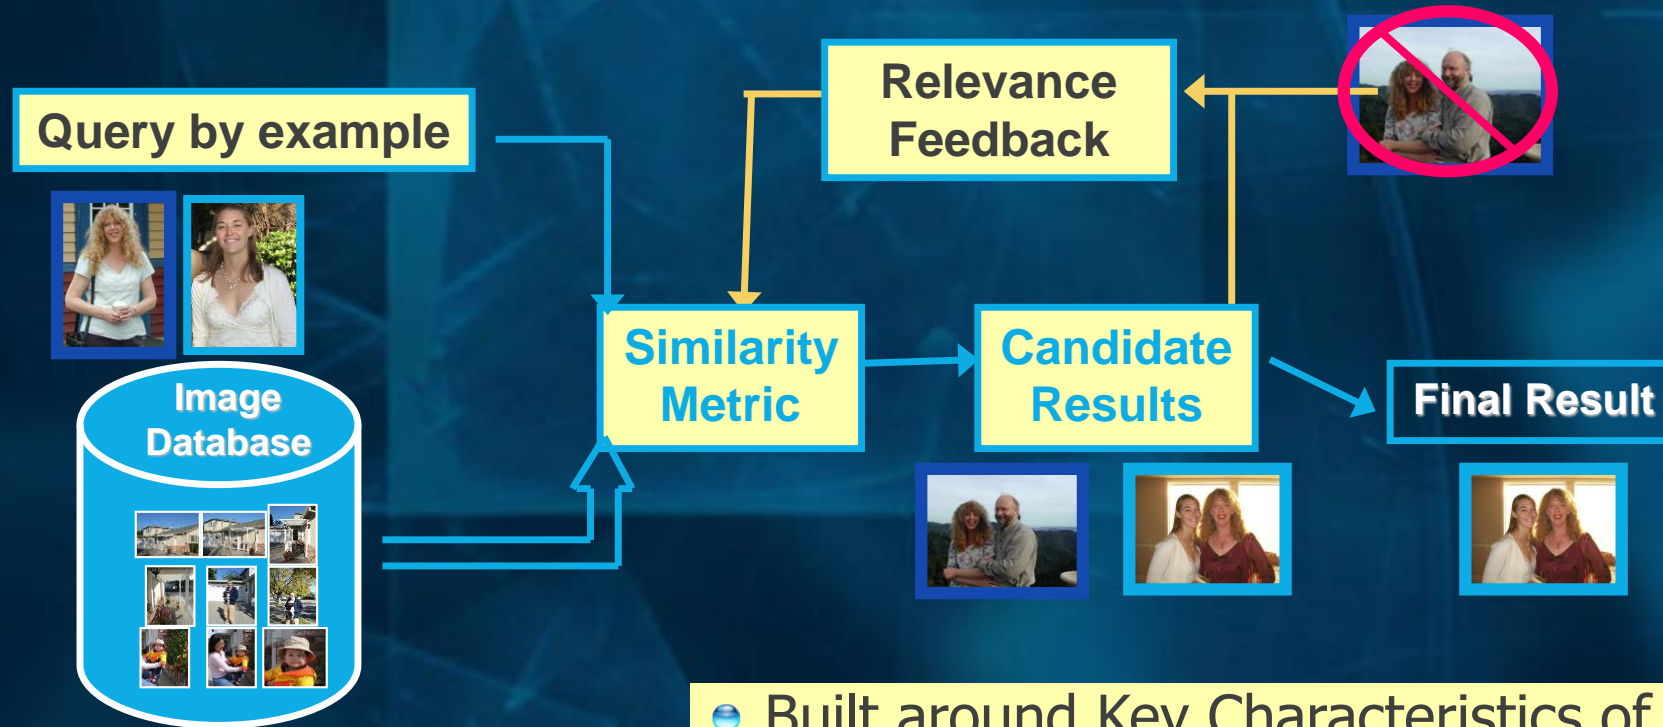 Relevance
Feedback
Query by example
Similarity
Metric
Candidate
Results
Final Result
Image
Database
Built around Key Characteristics of